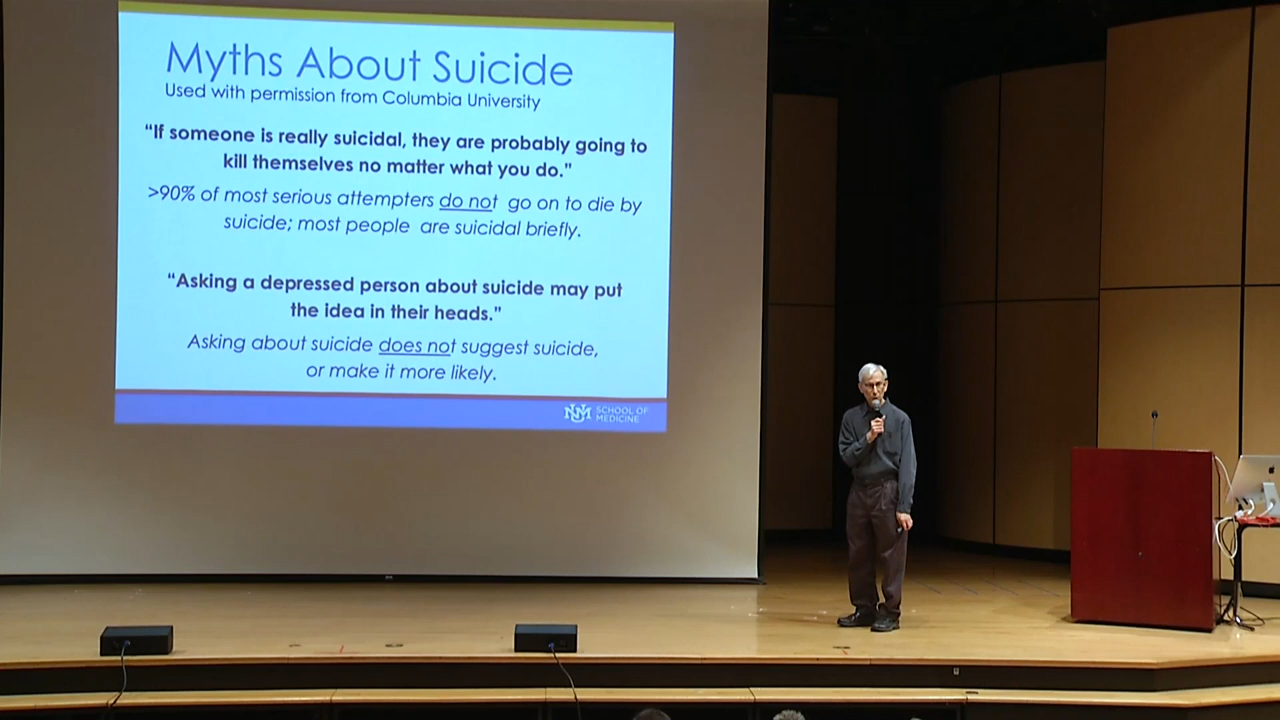 Myths About Suicide
Used with permission from Columbia University
“If someone is really suicidal, they are probably going to
kill themselves no matter what you do.”
>90% of most serious attempters do not go on to die by
suicide; most people are suicidal briefly.
“Asking a depressed person about suicide may put
the idea in their heads.”
Asking about suicide does not suggest suicide,
or make it more likely.
UNM SCHOOL OF
MEDICINE